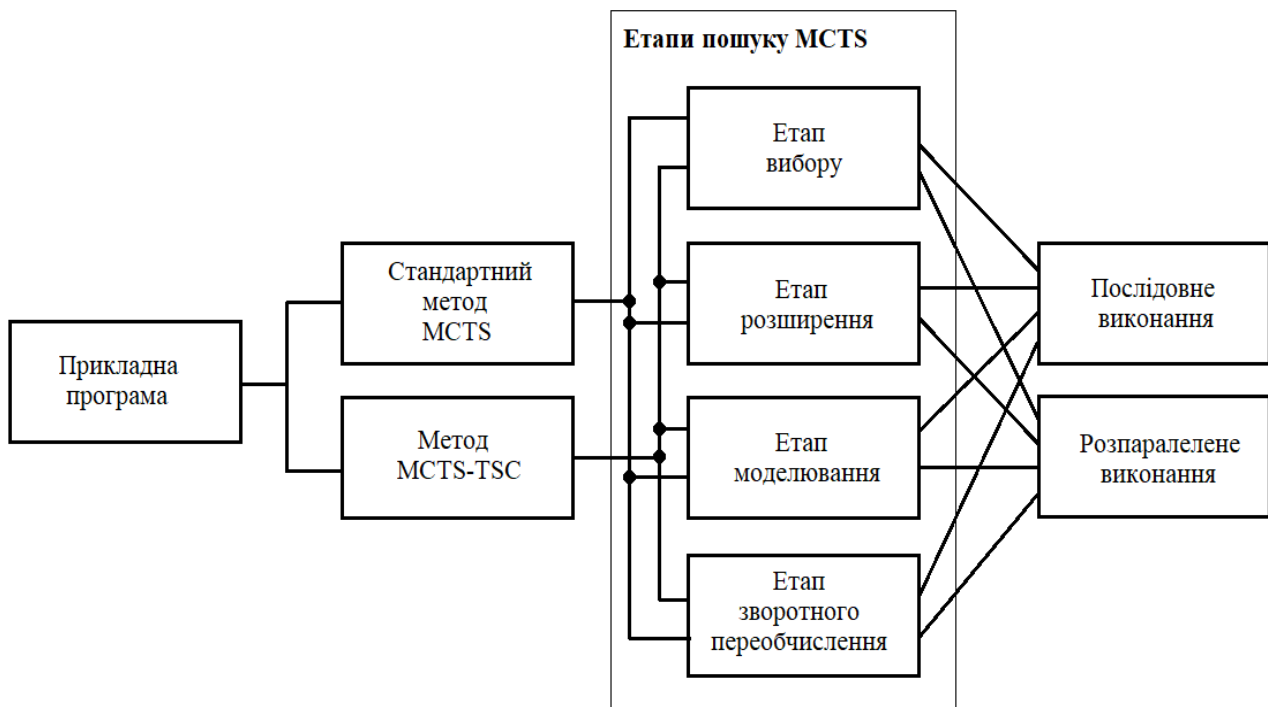 Етапи пошуку MCTS
Етап
вибору
Стандартний
метод
MCTS
Етап
розширення
Послідовне
виконання
Прикладна
програма
Метод
MCTS-TSC
Етап
моделювання
Розпаралелене
виконання
Етап
зворотного
переобчислення